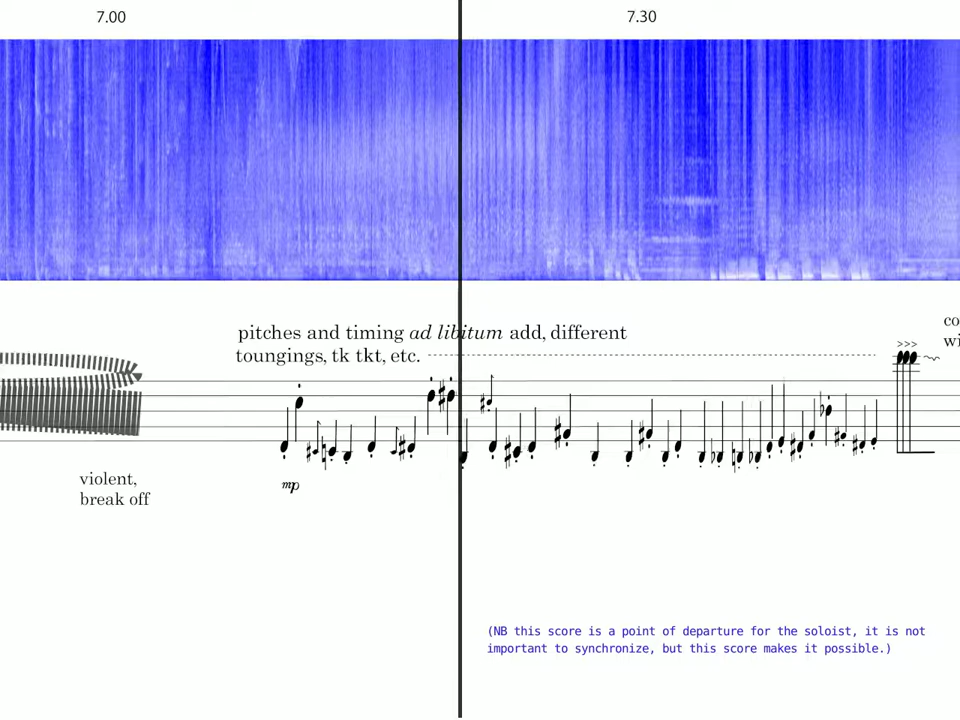 7.00 7.30
pitches and timing ad libitum add, different
toungings, tk tkt, etc.
co
wi
>>>
violent,
break off
mp
(NB this score is a point of departure for the soloist, it is not
important to synchronize, but this score makes it possible.)